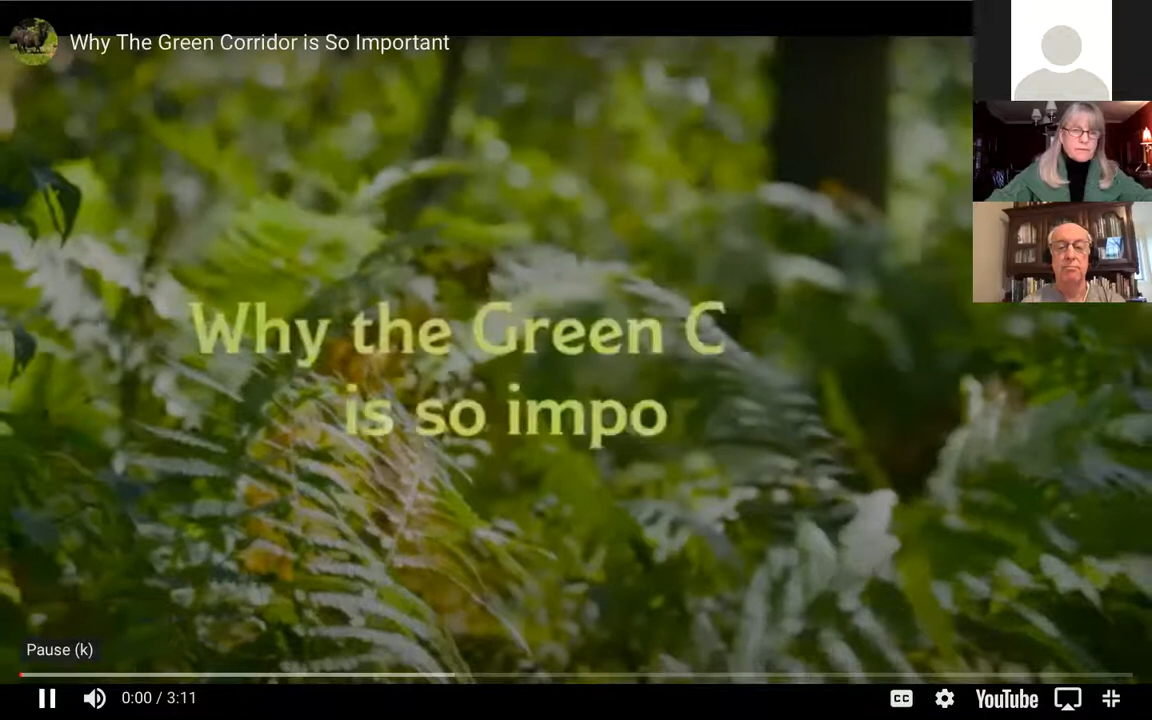 Why The Green Corridor is So Important
Why the Green C
is so impo
Pause (k)
0:00 / 3:11
CC
YouTube